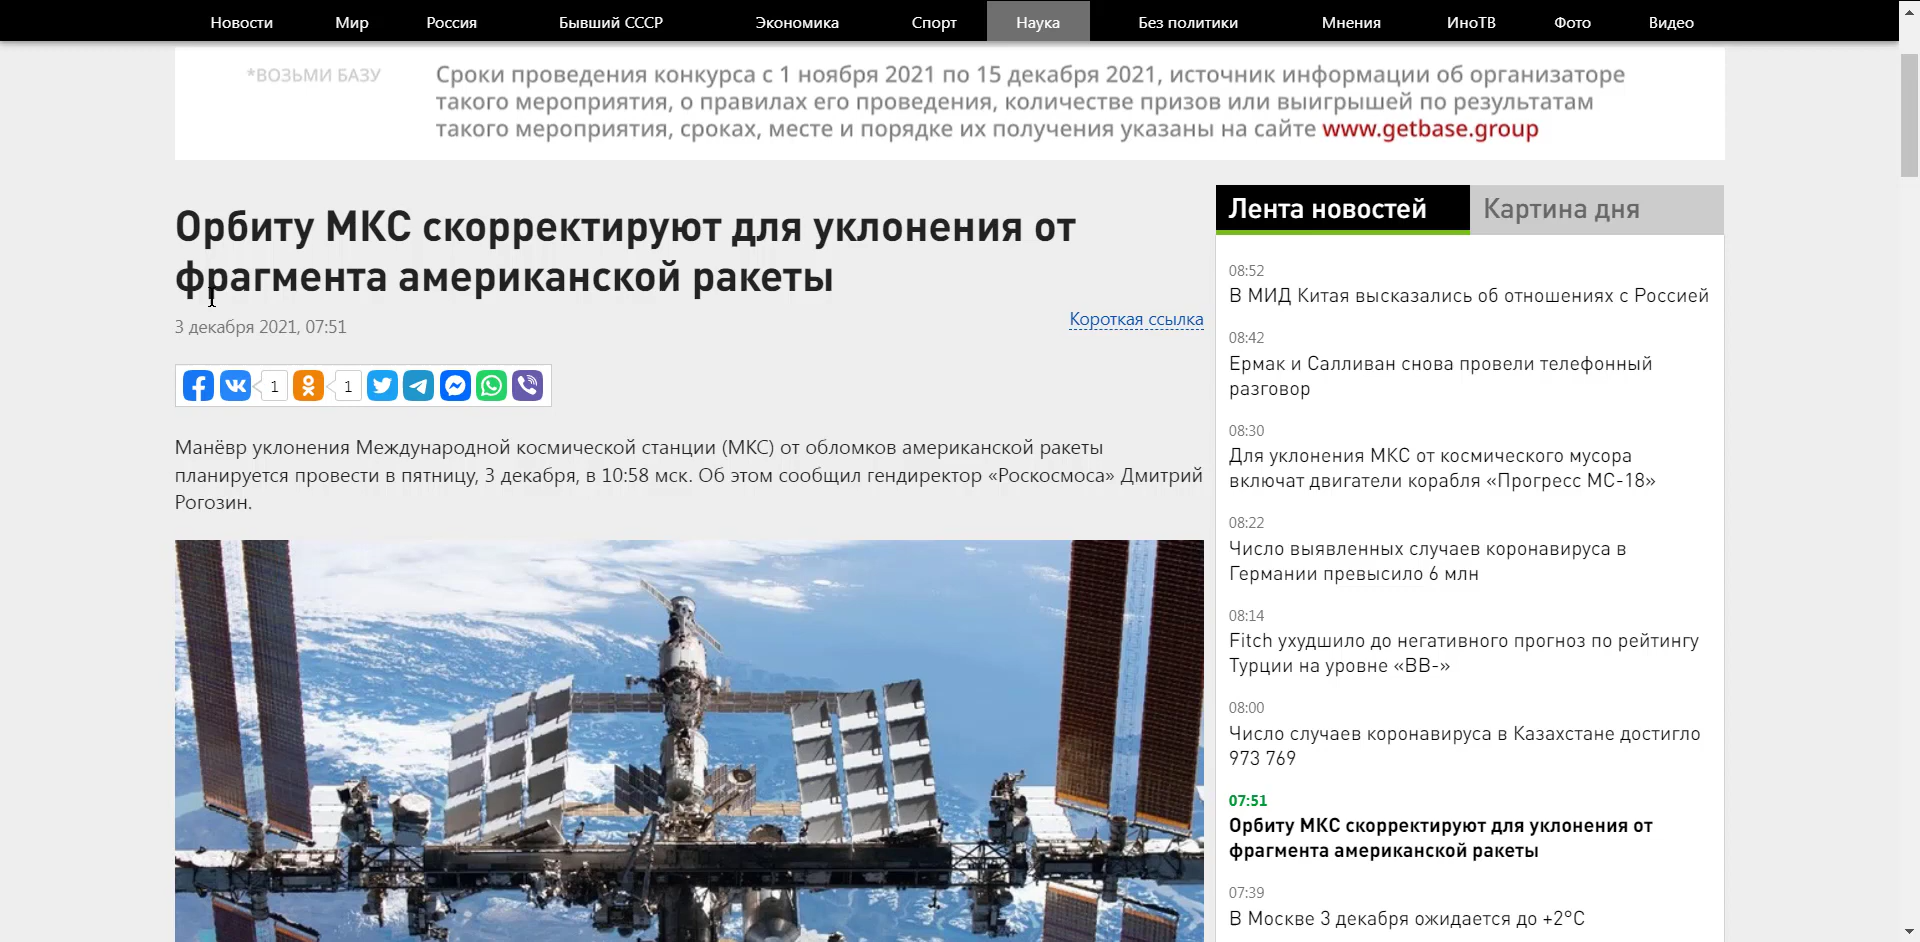 Новости Мир Россия Бывший СССР Экономика Спорт Наука Без политики Мнения ИноТВ Фото Видео
*ВОЗЬМИ БАЗУ
Сроки проведения конкурса с 1 ноября 2021 по 15 декабря 2021, источник информации об организаторе
такого мероприятия, о правилах его проведения, количестве призов или выигрышей по результатам
такого мероприятия, сроках, месте и порядке их получения указаны на сайте www.getbase.group
Орбиту МКС скорректируют для уклонения от
фрагмента американской ракеты
3 декабря 2021, 07:51
Короткая ссылка
1 1
Манёвр уклонения Международной космической станции (МКС) от обломков американской ракеты
планируется провести в пятницу, 3 декабря, в 10:58 мск. Об этом сообщил гендиректор «Роскосмоса» Дмитрий
Рогозин.
Лента новостей Картина дня
08:52
В МИД Китая высказались об отношениях с Россией
08:42
Ермак и Салливан снова провели телефонный
разговор
08:30
Для уклонения МКС от космического мусора
включат двигатели корабля «Прогресс МС-18»
08:22
Число выявленных случаев коронавируса в
Германии превысило 6 млн
08:14
Fitch ухудшило до негативного прогноз по рейтингу
Турции на уровне «BB-»
08:00
Число случаев коронавируса в Казахстане достигло
973 769
07:51
Орбиту МКС скорректируют для уклонения от
фрагмента американской ракеты
07:39
В Москве 3 декабря ожидается до +2°С